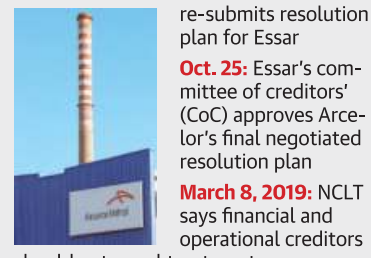 re-submits resolution
plan for Essar
Oct. 25: Essar's com-
mittee of creditors'
(CoC) approves Arce-
lor's final negotiated
resolution plan
March 8, 2019: NCLT
says financial and
operational creditors
ArcelorMittal